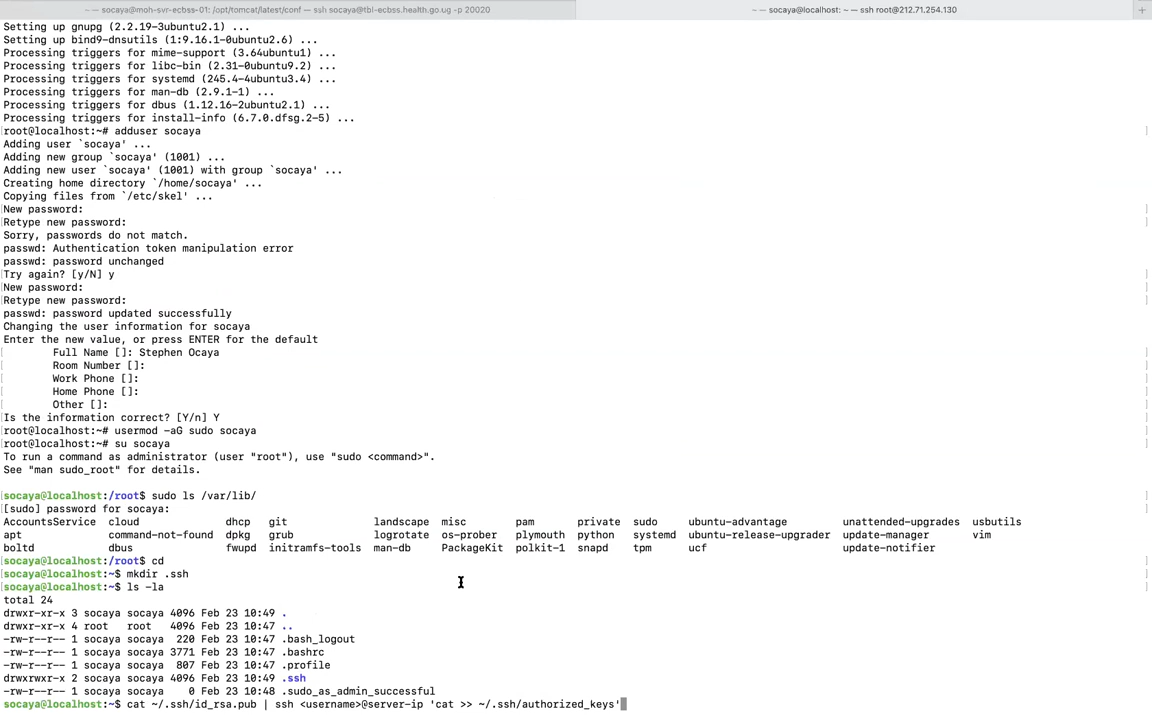 ~ — socaya@moh-svr-ecbss-01: /opt/tomcat/latest/conf — ssh socaya@tbl-ecbss.health.go.ug -p 20020
~ — socaya@localhost: ~ — ssh root@212.71.254.130
Setting up gnupg (2.2.19-3ubuntu2.1) ...
Setting up bind9-dnsutils (1:9.16.1-0ubuntu2.6) ...
Processing triggers for mime-support (3.64ubuntu1) ...
Processing triggers for libc-bin (2.31-0ubuntu9.2) ...
Processing triggers for systemd (245.4-4ubuntu3.4) ...
Processing triggers for man-db (2.9.1-1) ...
Processing triggers for dbus (1.12.16-2ubuntu2.1) ...
Processing triggers for install-info (6.7.0.dfsg.2-5) ...
root@localhost:~# adduser socaya
Adding user `socaya' ...
Adding new group `socaya' (1001) ...
Adding new user `socaya' (1001) with group `socaya' ...
Creating home directory `/home/socaya' ...
Copying files from `/etc/skel' ...
New password:
Retype new password:
Sorry, passwords do not match.
passwd: Authentication token manipulation error
passwd: password unchanged
Try again? [y/N] y
New password:
Retype new password:
passwd: password updated successfully
Changing the user information for socaya
Enter the new value, or press ENTER for the default
Full Name []: Stephen Ocaya
Room Number []:
Work Phone []:
Home Phone []:
Other []:
Is the information correct? [Y/n] Y
root@localhost:~# usermod -aG sudo socaya
root@localhost:~# su socaya
To run a command as administrator (user "root"), use "sudo <command>".
See "man sudo_root" for details.
socaya@localhost:/root$ sudo ls /var/lib/
[sudo] password for socaya:
AccountsService cloud dhcp git landscape misc pam private sudo ubuntu-advantage unattended-upgrades usbutils
apt command-not-found dpkg grub logrotate os-prober plymouth python systemd ubuntu-release-upgrader update-manager vim
boltd dbus fwupd initramfs-tools man-db PackageKit polkit-1 snapd tpm ucf update-notifier
socaya@localhost:/root$ cd
socaya@localhost:~$ mkdir .ssh
socaya@localhost:~$ ls -la
total 24
drwxr-xr-x 3 socaya socaya 4096 Feb 23 10:49 .
drwxr-xr-x 4 root root 4096 Feb 23 10:47 ..
-rw-r--r-- 1 socaya socaya 220 Feb 23 10:47 .bash_logout
-rw-r--r-- 1 socaya socaya 3771 Feb 23 10:47 .bashrc
-rw-r--r-- 1 socaya socaya 807 Feb 23 10:47 .profile
drwxrwxr-x 2 socaya socaya 4096 Feb 23 10:49 .ssh
-rw-r--r-- 1 socaya socaya 0 Feb 23 10:48 .sudo_as_admin_successful
socaya@localhost:~$ cat ~/.ssh/id_rsa.pub | ssh <username>@server-ip 'cat >> ~/.ssh/authorized_keys'